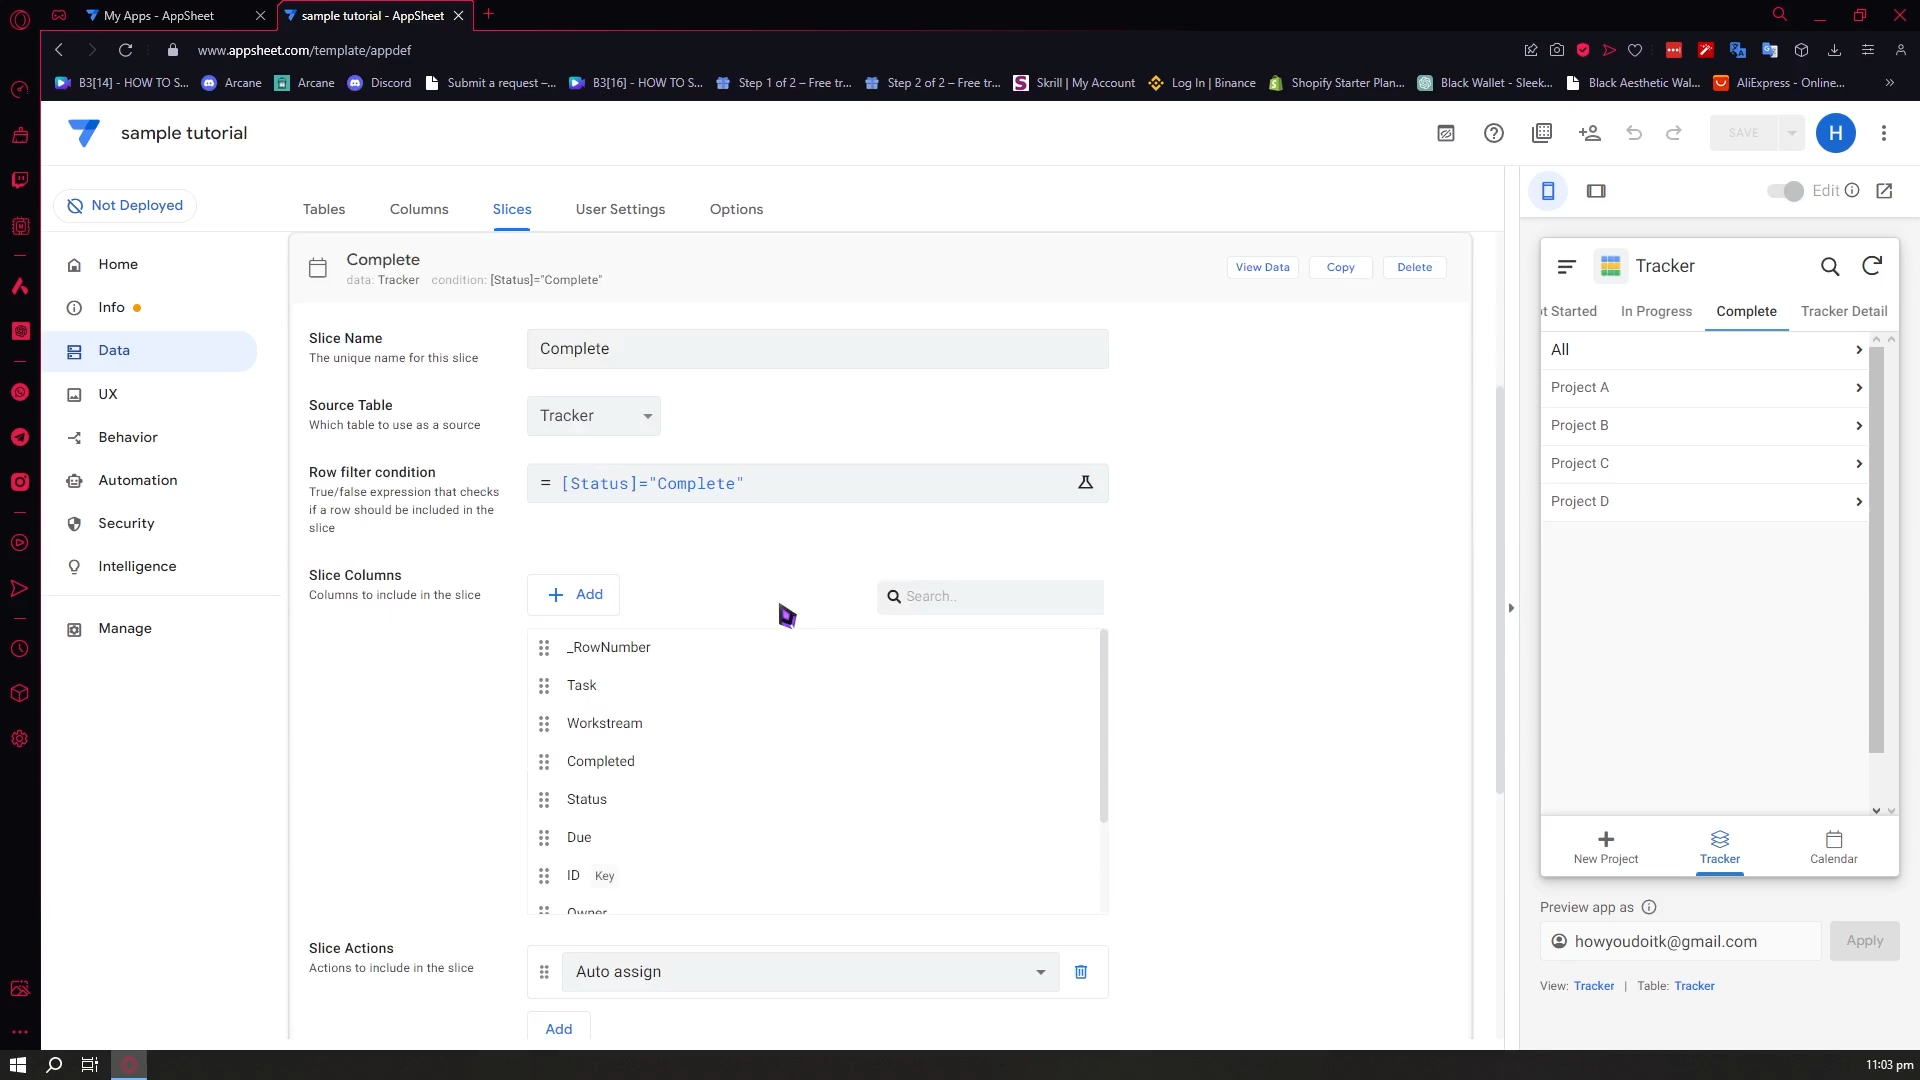 My Apps - AppSheet
sample tutorial - AppSheet
www.appsheet.com/template/appdef
B3[14] - HOW TO S...
Arcane
Arcane
Discord
Submit a request –...
B3[16] - HOW TO S...
Step 1 of 2 – Free tr...
Step 2 of 2 – Free tr...
Skrill | My Account
Log In | Binance
Shopify Starter Plan,...
Black Wallet - Sleek...
Black Aesthetic Wal...
AliExpress - Online...
sample tutorial
SAVE
H
Not Deployed
Tables
Columns
Slices
User Settings
Options
Edit
Home
Info
Data
UX
Behavior
Automation
Security
Intelligence
Manage
Complete
data: Tracker condition: [Status]="Complete"
View Data
Copy
Delete
Slice Name
The unique name for this slice
Complete
Source Table
Which table to use as a source
Tracker
Row filter condition
True/false expression that checks
if a row should be included in the
slice
= [Status]="Complete"
Slice Columns
Columns to include in the slice
Add
Search..
_RowNumber
Task
Workstream
Completed
Status
Due
ID Key
Owner
Slice Actions
Actions to include in the slice
Auto assign
Add
Tracker
t Started
In Progress
Complete
Tracker Detail
All
Project A
Project B
Project C
Project D
New Project
Tracker
Calendar
Preview app as
howyoudoitk@gmail.com
Apply
View: Tracker | Table: Tracker
11:03 pm